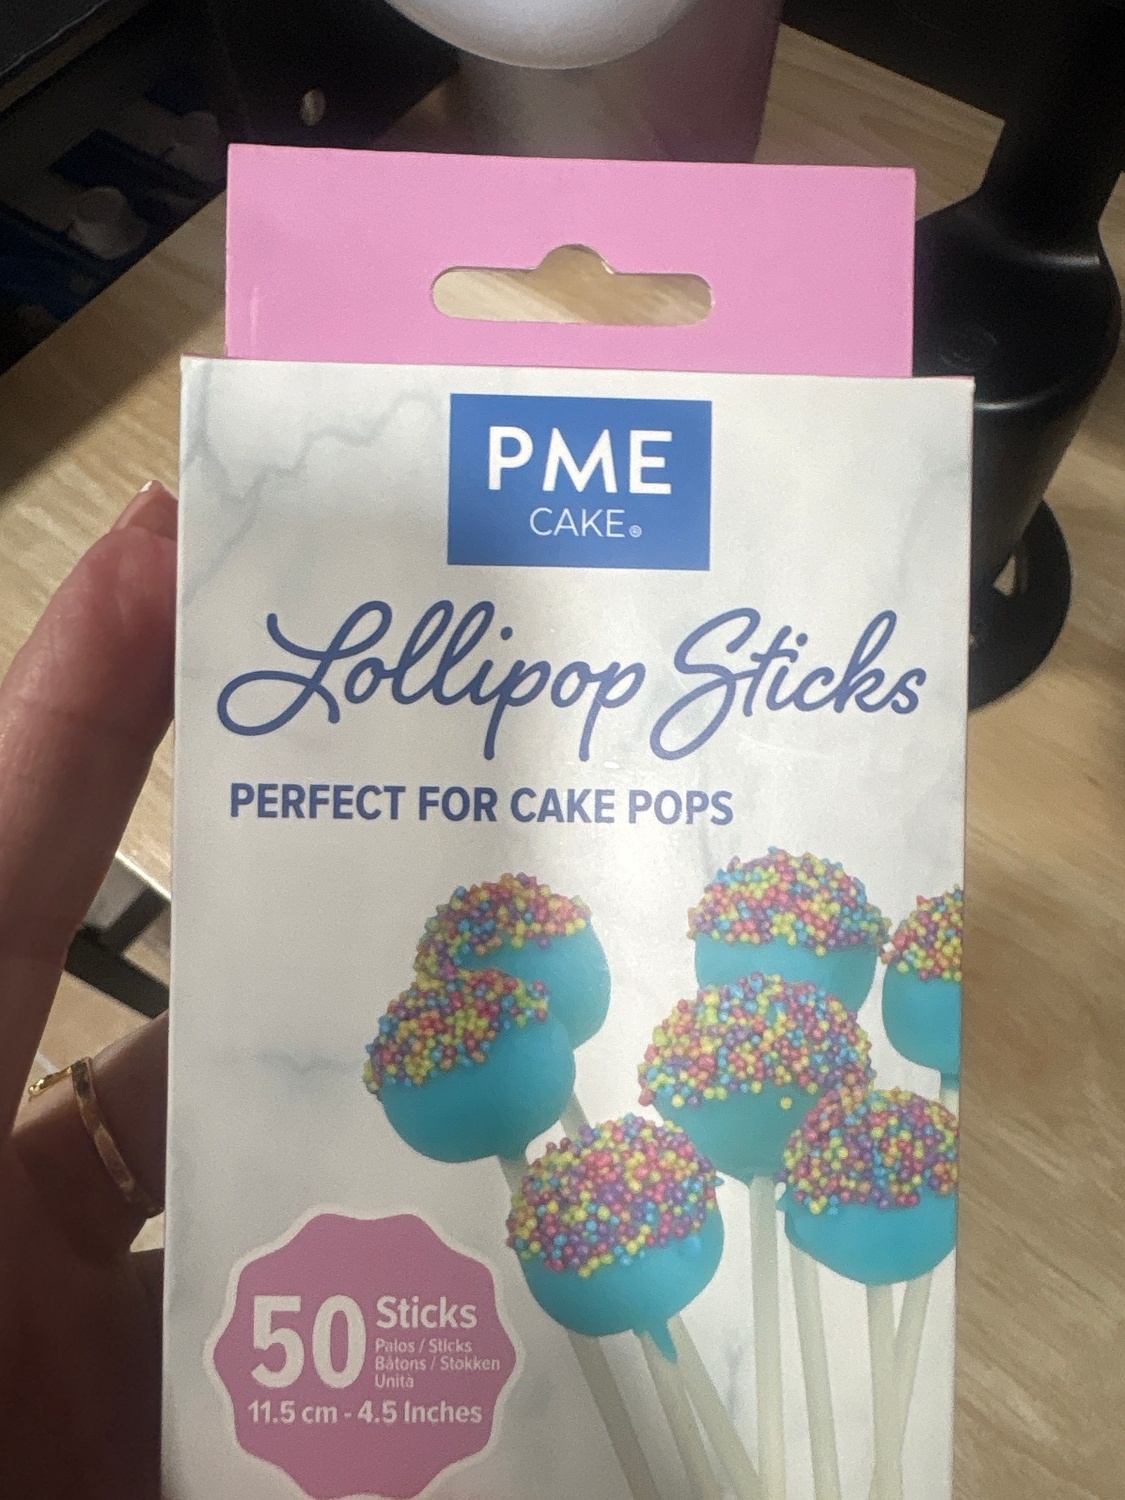 PME
CAKE®
Lollipop Sticks
PERFECT FOR CAKE POPS
50 Sticks
Palos / Sticks
Bâtons / Stokken
Unità
11.5 cm - 4.5 Inches